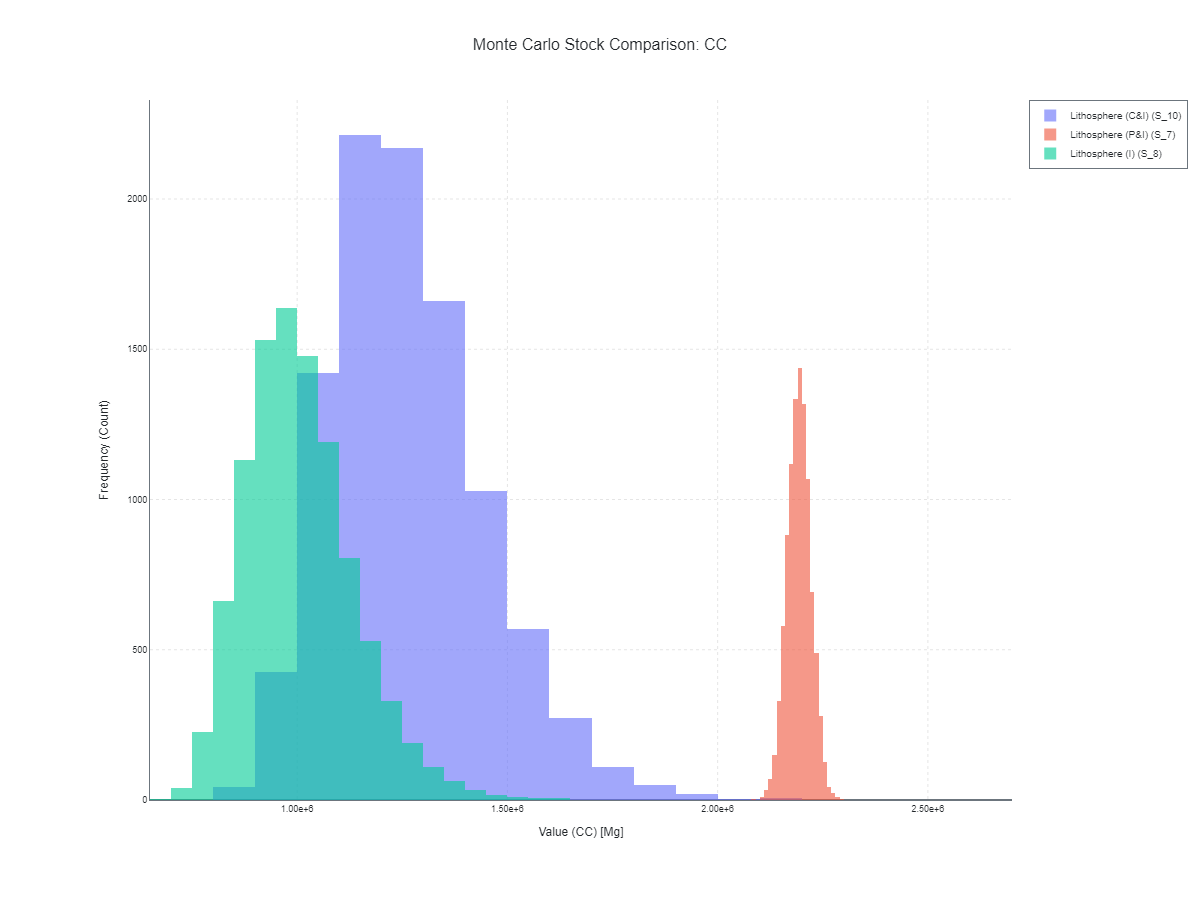 Monte Carlo Stock Comparison: CC
Lithosphere (C&I) (S_10)
Lithosphere (P&I) (S_7)
Lithosphere (I) (S_8)
Frequency (Count)
2000
1500
1000
500
0
1.00e+6 1.50e+6 2.00e+6 2.50e+6
Value (CC) [Mg]